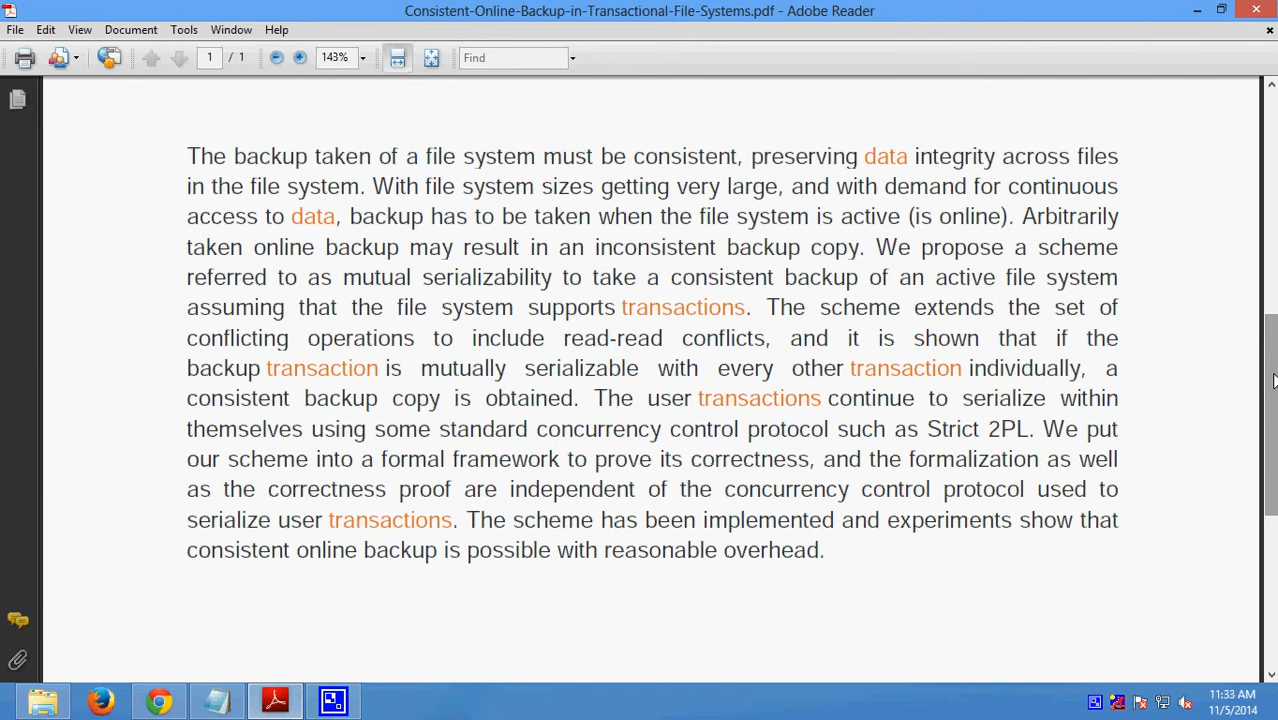 Consistent-Online-Backup-in-Transactional-File-Systems.pdf - Adobe Reader
File Edit View Document Tools Window Help
1 / 1 143% Find
The backup taken of a file system must be consistent, preserving data integrity across files
in the file system. With file system sizes getting very large, and with demand for continuous
access to data, backup has to be taken when the file system is active (is online). Arbitrarily
taken online backup may result in an inconsistent backup copy. We propose a scheme
referred to as mutual serializability to take a consistent backup of an active file system
assuming that the file system supports transactions. The scheme extends the set of
conflicting operations to include read-read conflicts, and it is shown that if the
backup transaction is mutually serializable with every other transaction individually, a
consistent backup copy is obtained. The user transactions continue to serialize within
themselves using some standard concurrency control protocol such as Strict 2PL. We put
our scheme into a formal framework to prove its correctness, and the formalization as well
as the correctness proof are independent of the concurrency control protocol used to
serialize user transactions. The scheme has been implemented and experiments show that
consistent online backup is possible with reasonable overhead.
11:33 AM
11/5/2014